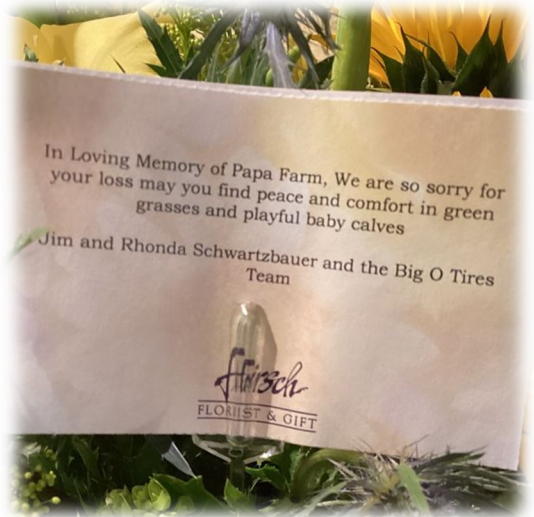 In Loving Memory of Papa Farm, We are so sorry for
your loss may you find peace and comfort in green
grasses and playful baby calves
Jim and Rhonda Schwartzbauer and the Big O Tires
Team
FLORIST & GIFT